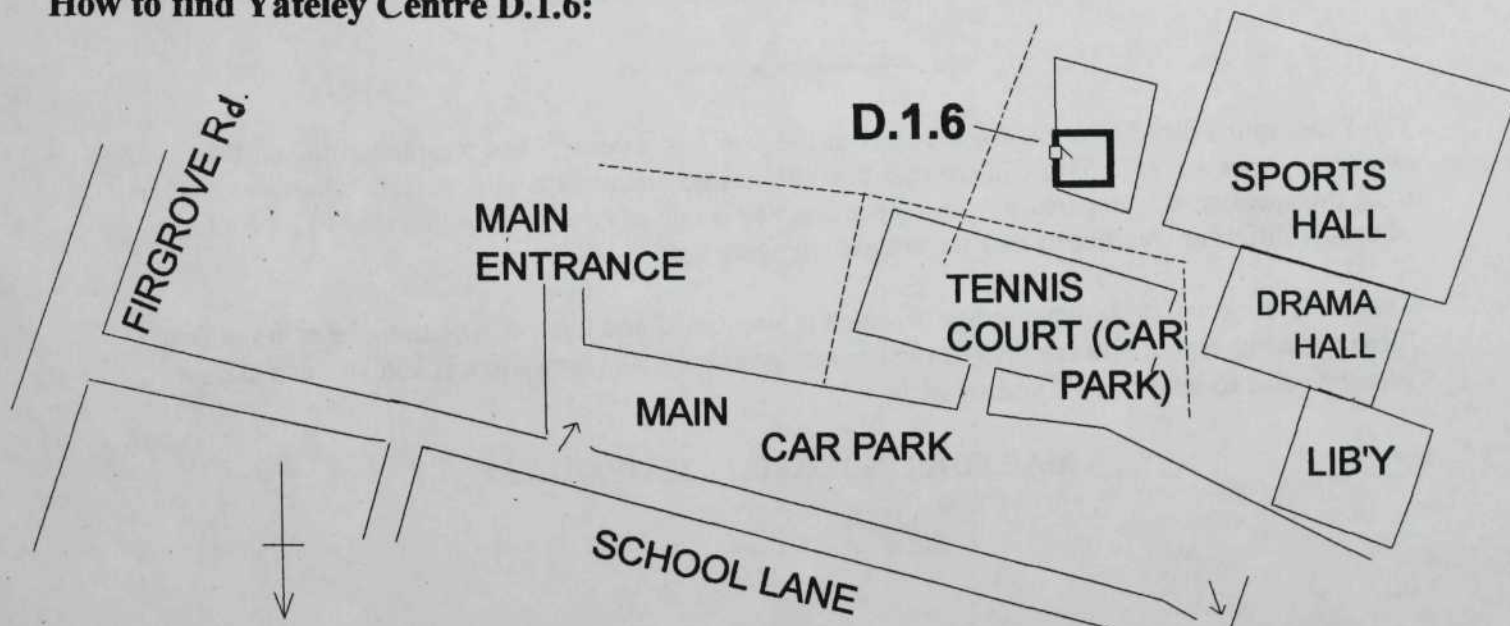 How to find Yateley Centre D.1.6:
FIRGROVE Rd.
MAIN
ENTRANCE
D.1.6
SPORTS
HALL
TENNIS
COURT (CAR
PARK)
DRAMA
HALL
MAIN
CAR PARK
LIB'Y
SCHOOL LANE